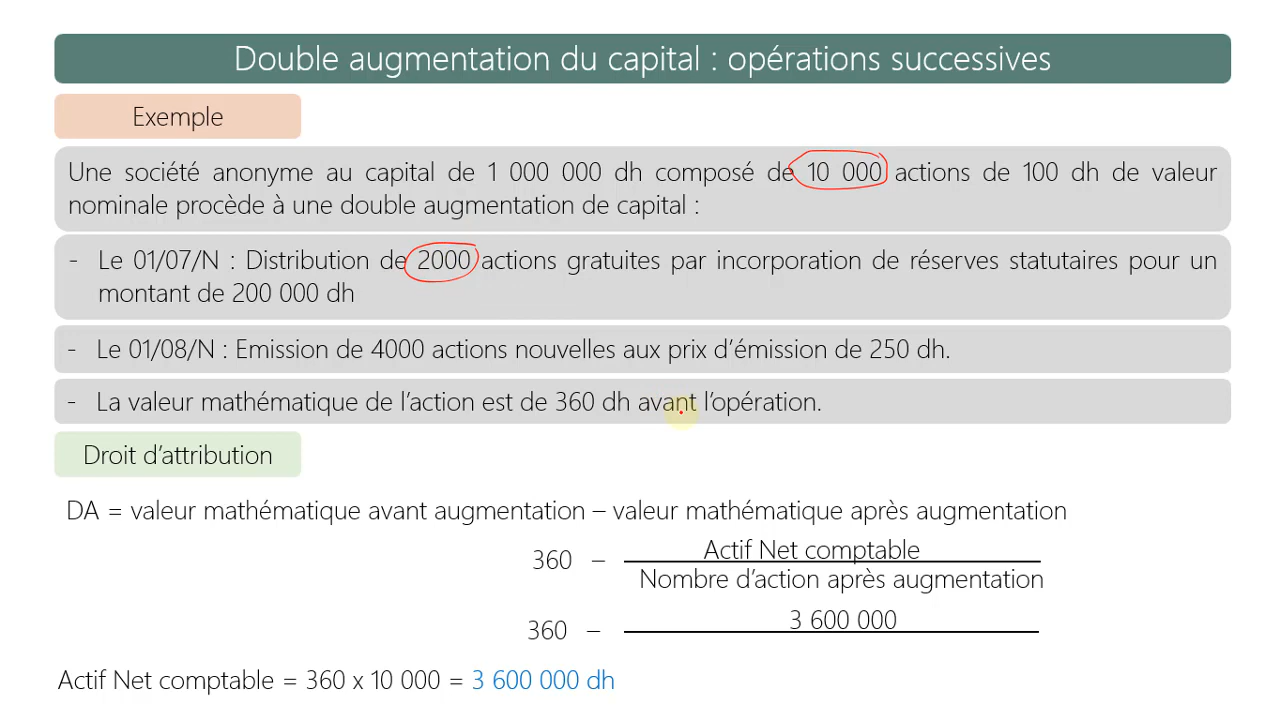 Double augmentation du capital : opérations successives
Exemple
Une société anonyme au capital de 1 000 000 dh composé de 10 000 actions de 100 dh de valeur
nominale procède à une double augmentation de capital :
- Le 01/07/N : Distribution de 2000 actions gratuites par incorporation de réserves statutaires pour un
montant de 200 000 dh
- Le 01/08/N : Emission de 4000 actions nouvelles aux prix d’émission de 250 dh.
- La valeur mathématique de l’action est de 360 dh avant l’opération.
Droit d’attribution
DA = valeur mathématique avant augmentation – valeur mathématique après augmentation
Actif Net comptable
360 –
Nombre d’action après augmentation
3 600 000
360 –
Actif Net comptable = 360 x 10 000 = 3 600 000 dh